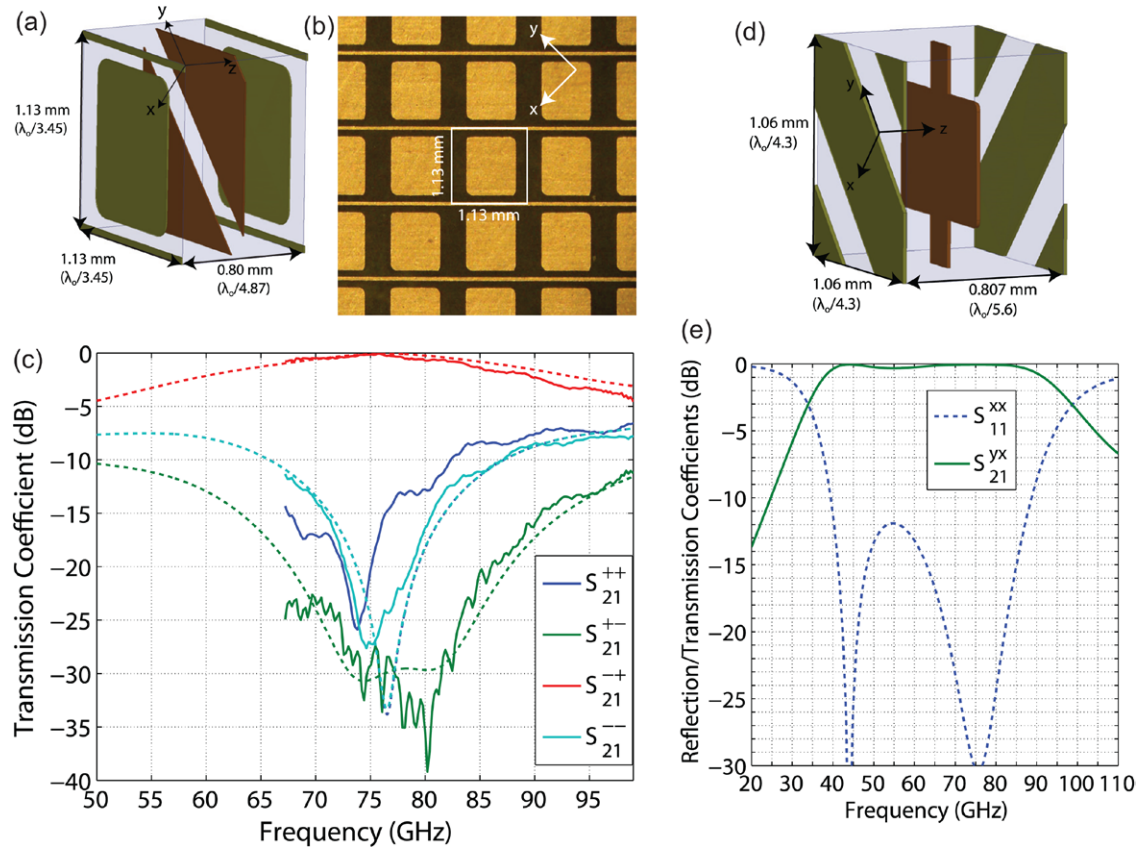 (a)
y
z
x
1.13 mm
(λo/3.45)
1.13 mm
(λo/3.45)
0.80 mm
(λo/4.87)
(b)
y
x
1.13 mm
1.13 mm
(c)
Transmission Coefficient (dB)
0
−5
−10
−15
−20
−25
−30
−35
−40
50 55 60 65 70 75 80 85 90 95
Frequency (GHz)
S21++
S21+−
S21−+
S21−−
(d)
y
z
x
1.06 mm
(λo/4.3)
1.06 mm
(λo/4.3)
0.807 mm
(λo/5.6)
(e)
Reflection/Transmission Coefficients (dB)
0
−5
−10
−15
−20
−25
−30
20 30 40 50 60 70 80 90 100 110
Frequency (GHz)
S11xx
S21yx